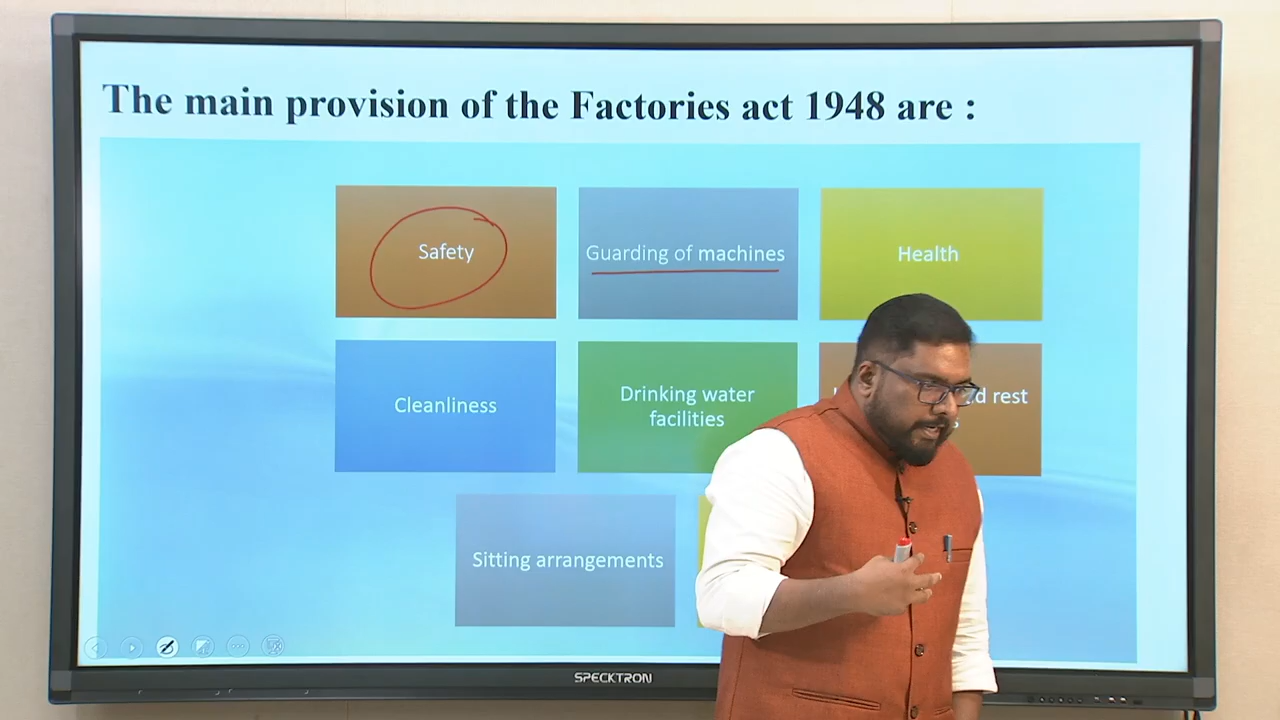 The main provision of the Factories act 1948 are :
Safety
Guarding of machines
Health
Cleanliness
Drinking water
facilities
rest
Sitting arrangements
SPECKTRON